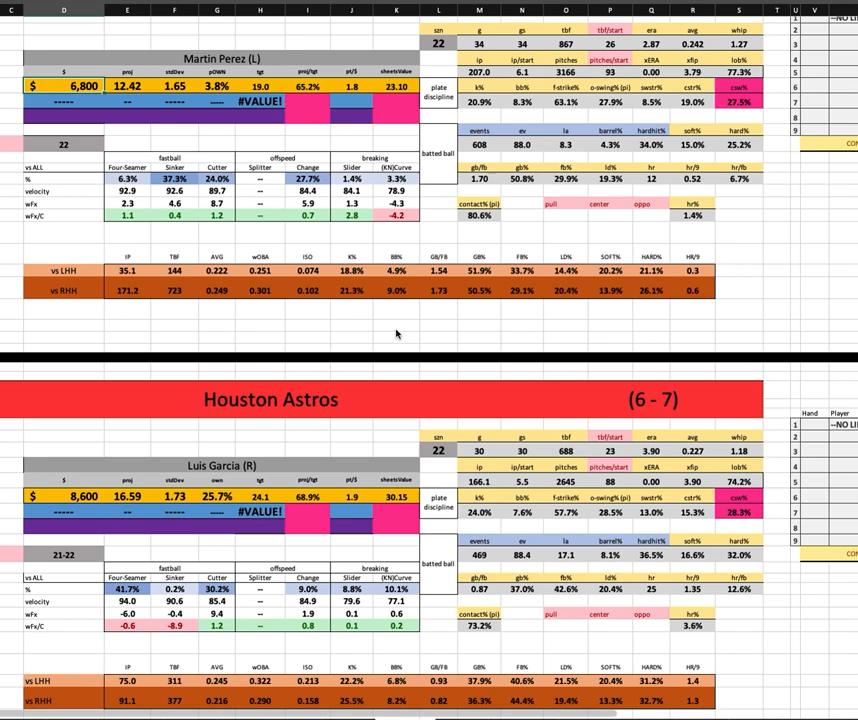 C D E F G H I J K L M N O P Q R S T U V
1 --NO LI
szn g gs tbf tbf/start era avg whip
2
22 34 34 867 26 2.87 0.242 1.27
3
Martin Perez (L)
ip ip/start pitches pitches/start xERA xfip lob%
4
$ proj stdDev pOWN tgt proj/tgt pt/$ sheetsValue
207.0 6.1 3166 93 0.00 3.79 77.3%
5
$ 6,800 12.42 1.65 3.8% 19.0 65.2% 1.8 23.10
plate discipline
k% bb% f-strike% o-swing% (pi) swstr% cstr% csw%
6
----- -- ----- ---- #VALUE!
20.9% 8.3% 63.1% 27.9% 8.5% 19.0% 27.5%
7
8
batted ball
events ev la barrel% hardhit% soft% hard%
9
22
608 88.0 8.3 4.3% 34.0% 15.0% 25.2%
CON
fastball offspeed breaking
vs ALL Four-Seamer Sinker Cutter Splitter Change Slider (KN)Curve
gb/fb gb% fb% ld% hr hr/9 hr/fb
% 6.3% 37.3% 24.0% -- 27.7% 1.4% 3.3%
1.70 50.8% 29.9% 19.3% 12 0.52 6.7%
velocity 92.9 92.6 89.7 -- 84.4 84.1 78.9
wFx 2.3 4.6 8.7 -- 5.9 1.3 -4.3
contact% (pi) pull center oppo hr%
wFx/C 1.1 0.4 1.2 -- 0.7 2.8 -4.2
80.6% 1.4%
IP TBF AVG wOBA ISO K% BB% GB/FB GB% FB% LD% SOFT% HARD% HR/9
vs LHH 35.1 144 0.222 0.251 0.074 18.8% 4.9% 1.54 51.9% 33.7% 14.4% 20.2% 21.1% 0.3
vs RHH 171.2 723 0.249 0.301 0.102 21.3% 9.0% 1.73 50.5% 29.1% 20.4% 13.9% 26.1% 0.6
Houston Astros (6 - 7)
Hand Player
1 --NO LI
szn g gs tbf tbf/start era avg whip
2
22 30 30 688 23 3.90 0.227 1.18
3
Luis Garcia (R)
ip ip/start pitches pitches/start xERA xfip lob%
4
$ proj stdDev own tgt proj/tgt pt/$ sheetsValue
166.1 5.5 2645 88 0.00 3.90 74.2%
5
$ 8,600 16.59 1.73 25.7% 24.1 68.9% 1.9 30.15
plate discipline
k% bb% f-strike% o-swing% (pi) swstr% cstr% csw%
6
----- -- ----- ---- #VALUE!
24.0% 7.6% 57.7% 28.5% 13.0% 15.3% 28.3%
7
8
batted ball
events ev la barrel% hardhit% soft% hard%
9
21-22
469 88.4 17.1 8.1% 36.5% 16.6% 32.0%
CON
fastball offspeed breaking
vs ALL Four-Seamer Sinker Cutter Splitter Change Slider (KN)Curve
gb/fb gb% fb% ld% hr hr/9 hr/fb
% 41.7% 0.2% 30.2% -- 9.0% 8.8% 10.1%
0.87 37.0% 42.6% 20.4% 25 1.35 12.6%
velocity 94.0 90.6 85.4 -- 84.9 79.6 77.1
wFx -6.0 -0.4 9.4 -- 1.9 0.1 0.6
contact% (pi) pull center oppo hr%
wFx/C -0.6 -8.9 1.2 -- 0.8 0.1 0.2
73.2% 3.6%
IP TBF AVG wOBA ISO K% BB% GB/FB GB% FB% LD% SOFT% HARD% HR/9
vs LHH 75.0 311 0.245 0.322 0.213 22.2% 6.8% 0.93 37.9% 40.6% 21.5% 20.4% 31.2% 1.4
vs RHH 91.1 377 0.216 0.290 0.158 25.5% 8.2% 0.82 36.3% 44.4% 19.4% 13.3% 32.7% 1.3